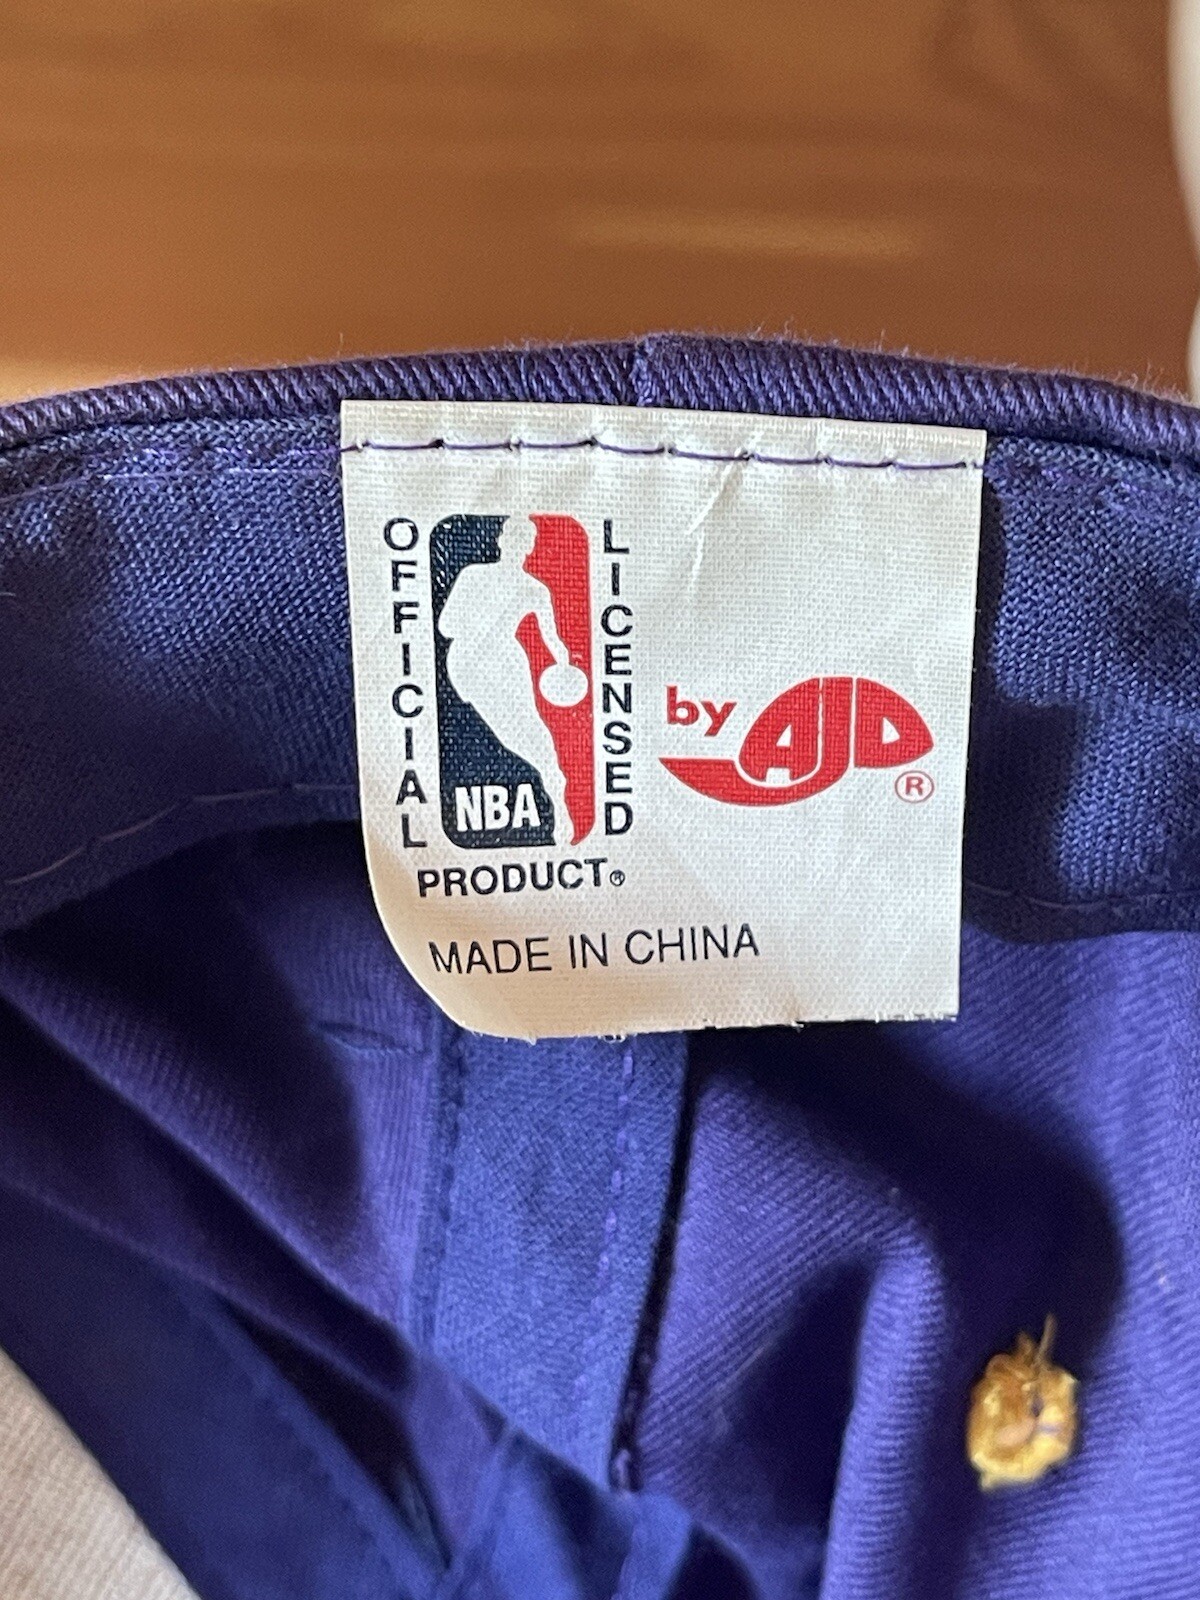 OFFICIAL
LICENSED
NBA
PRODUCT®
by AJD®
MADE IN CHINA